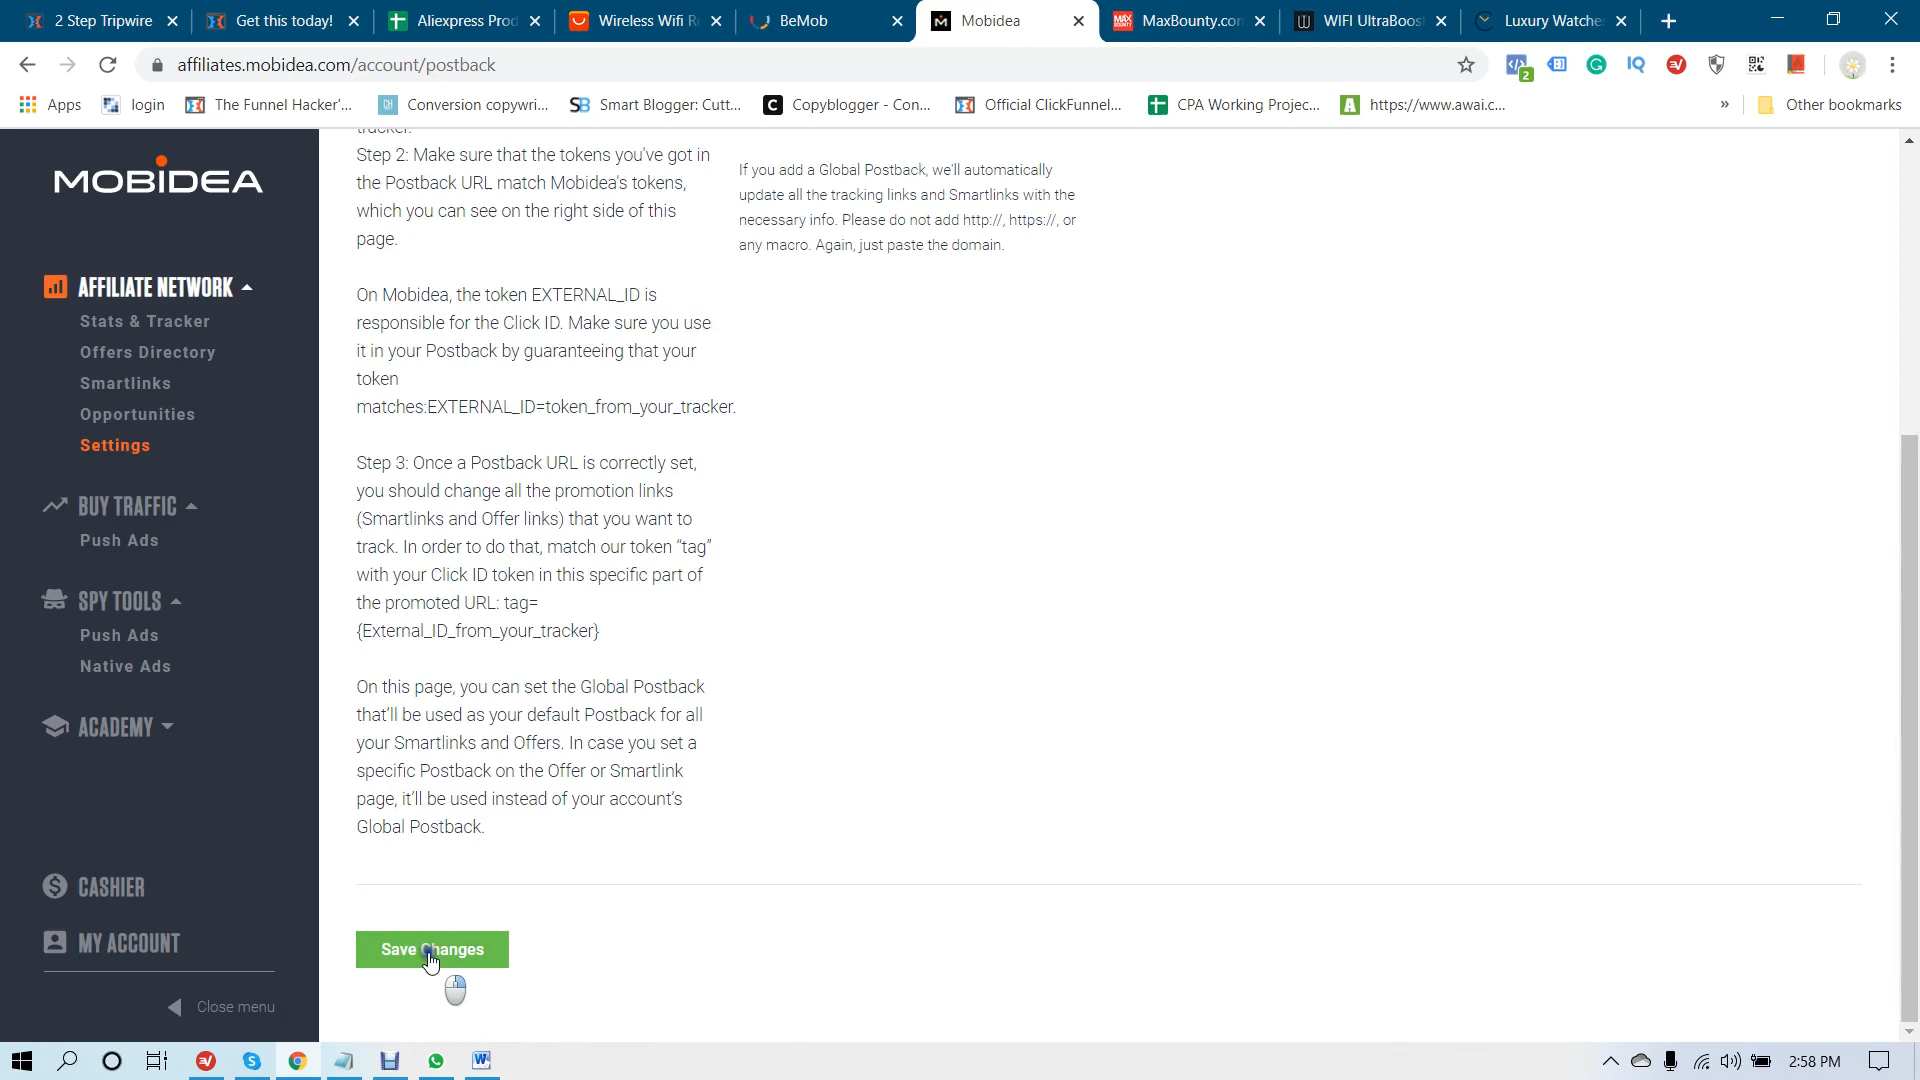 2 Step Tripwire
Get this today!
Aliexpress Prod
Wireless Wifi R
BeMob
Mobidea
MaxBounty.con
WIFI UltraBoos
Luxury Watche
affiliates.mobidea.com/account/postback
Apps
login
The Funnel Hacker'...
Conversion copywri...
Smart Blogger: Cutt...
Copyblogger - Con...
Official ClickFunnel...
CPA Working Projec...
https://www.awai.c...
»
Other bookmarks
MOBIDEA
AFFILIATE NETWORK
Stats & Tracker
Offers Directory
Smartlinks
Opportunities
Settings
BUY TRAFFIC
Push Ads
SPY TOOLS
Push Ads
Native Ads
ACADEMY
CASHIER
MY ACCOUNT
Close menu
tracker.
Step 2: Make sure that the tokens you've got in
the Postback URL match Mobidea's tokens,
which you can see on the right side of this
page.
On Mobidea, the token EXTERNAL_ID is
responsible for the Click ID. Make sure you use
it in your Postback by guaranteeing that your
token
matches:EXTERNAL_ID=token_from_your_tracker.
Step 3: Once a Postback URL is correctly set,
you should change all the promotion links
(Smartlinks and Offer links) that you want to
track. In order to do that, match our token “tag”
with your Click ID token in this specific part of
the promoted URL: tag=
{External_ID_from_your_tracker}
On this page, you can set the Global Postback
that’ll be used as your default Postback for all
your Smartlinks and Offers. In case you set a
specific Postback on the Offer or Smartlink
page, it’ll be used instead of your account’s
Global Postback.
If you add a Global Postback, we'll automatically
update all the tracking links and Smartlinks with the
necessary info. Please do not add http://, https://, or
any macro. Again, just paste the domain.
Save Changes
2:58 PM